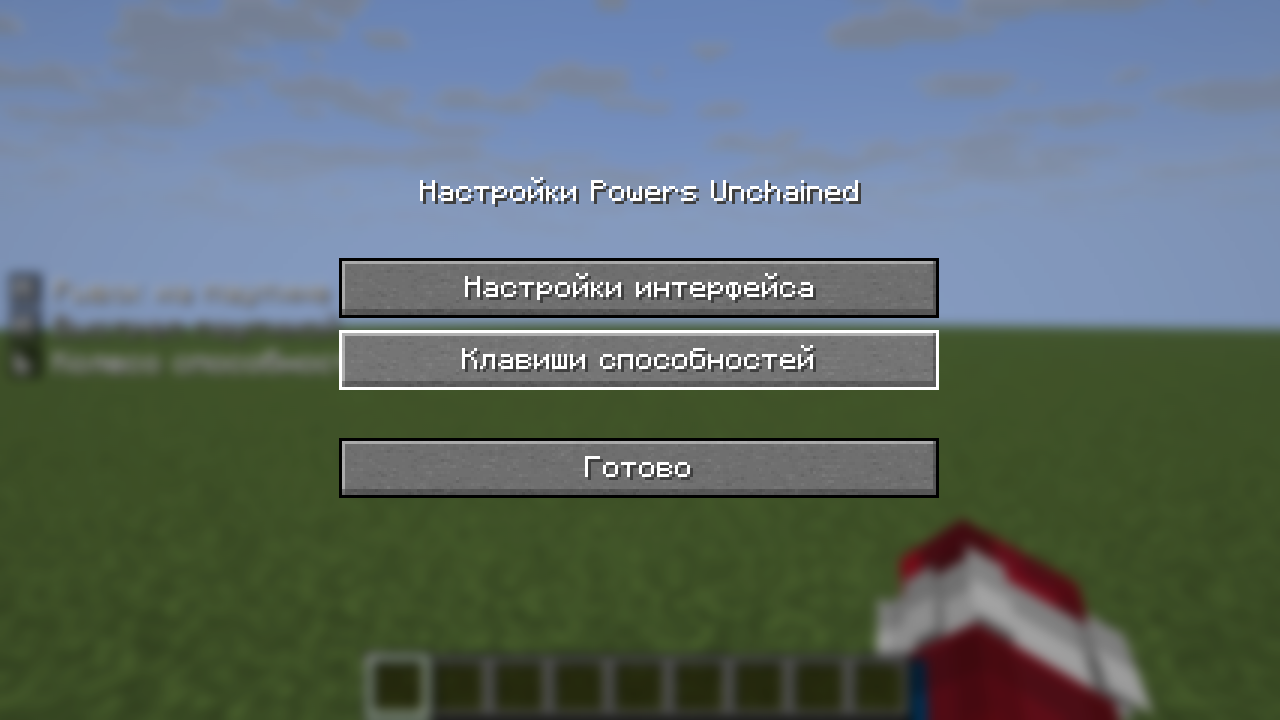 Настройки Powers Unchained
Настройки интерфейса
Клавиши способностей
Готово